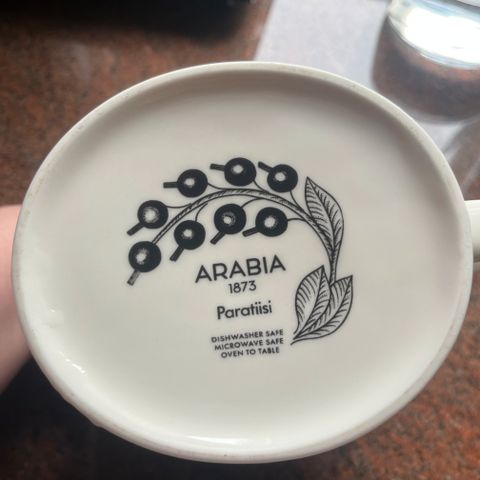 ARABIA
1873
Paratiisi
DISHWASHER SAFE
MICROWAVE SAFE
OVEN TO TABLE